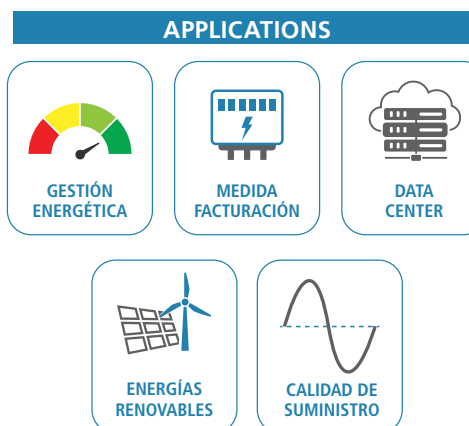 APPLICATIONS
GESTIÓN
ENERGÉTICA
MEDIDA
FACTURACIÓN
DATA
CENTER
ENERGÍAS
RENOVABLES
CALIDAD DE
SUMINISTRO